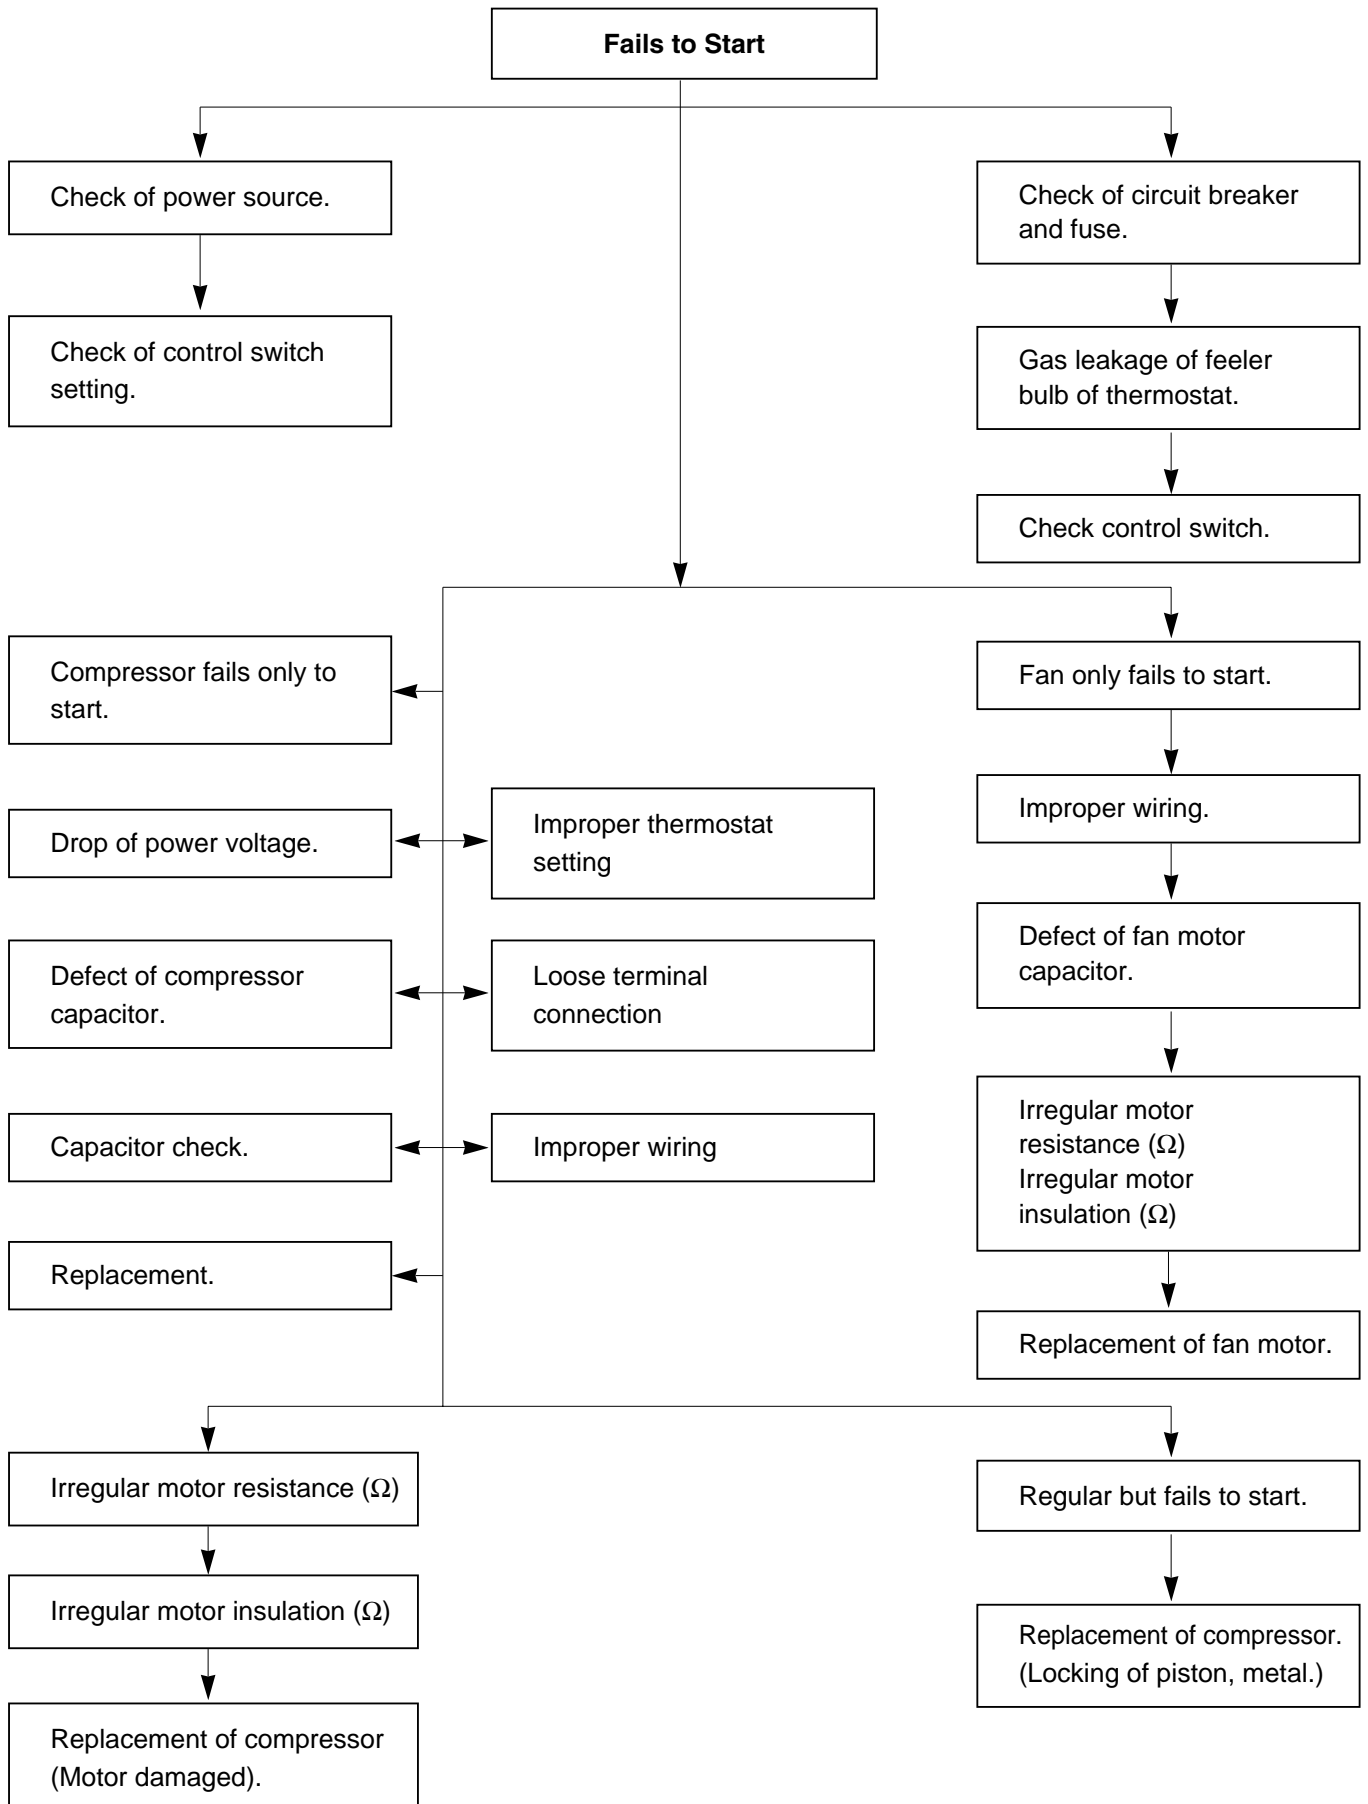 Fails to Start
Check of power source.
Check of circuit breaker
and fuse.
Check of control switch
setting.
Gas leakage of feeler
bulb of thermostat.
Check control switch.
Compressor fails only to
start.
Fan only fails to start.
Drop of power voltage.
Improper thermostat
setting
Improper wiring.
Defect of compressor
capacitor.
Loose terminal
connection
Defect of fan motor
capacitor.
Capacitor check.
Improper wiring
Irregular motor
resistance (Ω)
Irregular motor
insulation (Ω)
Replacement.
Replacement of fan motor.
Irregular motor resistance (Ω)
Regular but fails to start.
Irregular motor insulation (Ω)
Replacement of compressor.
(Locking of piston, metal.)
Replacement of compressor
(Motor damaged).